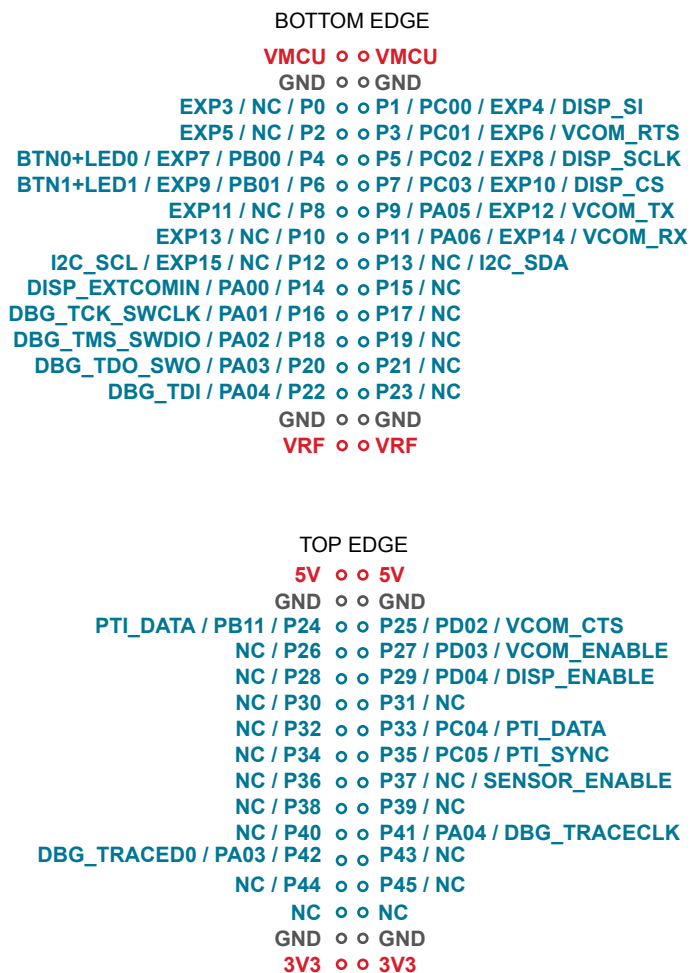 BOTTOM EDGE
VMCU VMCU
GND GND
EXP3 / NC / P0 P1 / PC00 / EXP4 / DISP_SI
EXP5 / NC / P2 P3 / PC01 / EXP6 / VCOM_RTS
BTN0+LED0 / EXP7 / PB00 / P4 P5 / PC02 / EXP8 / DISP_SCLK
BTN1+LED1 / EXP9 / PB01 / P6 P7 / PC03 / EXP10 / DISP_CS
EXP11 / NC / P8 P9 / PA05 / EXP12 / VCOM_TX
EXP13 / NC / P10 P11 / PA06 / EXP14 / VCOM_RX
I2C_SCL / EXP15 / NC / P12 P13 / NC / I2C_SDA
DISP_EXTCOMIN / PA00 / P14 P15 / NC
DBG_TCK_SWCLK / PA01 / P16 P17 / NC
DBG_TMS_SWDIO / PA02 / P18 P19 / NC
DBG_TDO_SWO / PA03 / P20 P21 / NC
DBG_TDI / PA04 / P22 P23 / NC
GND GND
VRF VRF
TOP EDGE
5V 5V
GND GND
PTI_DATA / PB11 / P24 P25 / PD02 / VCOM_CTS
NC / P26 P27 / PD03 / VCOM_ENABLE
NC / P28 P29 / PD04 / DISP_ENABLE
NC / P30 P31 / NC
NC / P32 P33 / PC04 / PTI_DATA
NC / P34 P35 / PC05 / PTI_SYNC
NC / P36 P37 / NC / SENSOR_ENABLE
NC / P38 P39 / NC
NC / P40 P41 / PA04 / DBG_TRACECLK
DBG_TRACED0 / PA03 / P42 P43 / NC
NC / P44 P45 / NC
NC NC
GND GND
3V3 3V3